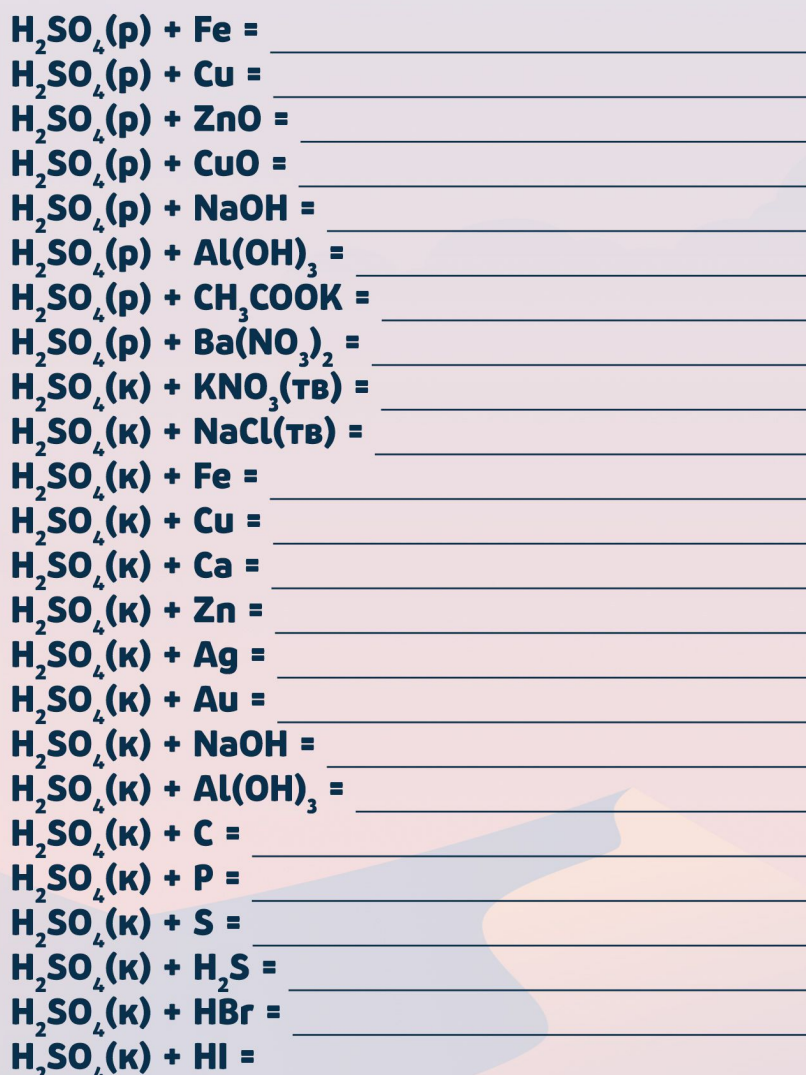 H₂SO₄(р) + Fe =
H₂SO₄(р) + Cu =
H₂SO₄(р) + ZnO =
H₂SO₄(р) + CuO =
H₂SO₄(р) + NaOH =
H₂SO₄(р) + Al(OH)₃ =
H₂SO₄(р) + CH₃COOK =
H₂SO₄(р) + Ba(NO₃)₂ =
H₂SO₄(к) + KNO₃(тв) =
H₂SO₄(к) + NaCl(тв) =
H₂SO₄(к) + Fe =
H₂SO₄(к) + Cu =
H₂SO₄(к) + Ca =
H₂SO₄(к) + Zn =
H₂SO₄(к) + Ag =
H₂SO₄(к) + Au =
H₂SO₄(к) + NaOH =
H₂SO₄(к) + Al(OH)₃ =
H₂SO₄(к) + C =
H₂SO₄(к) + P =
H₂SO₄(к) + S =
H₂SO₄(к) + H₂S =
H₂SO₄(к) + HBr =
H₂SO₄(к) + HI =